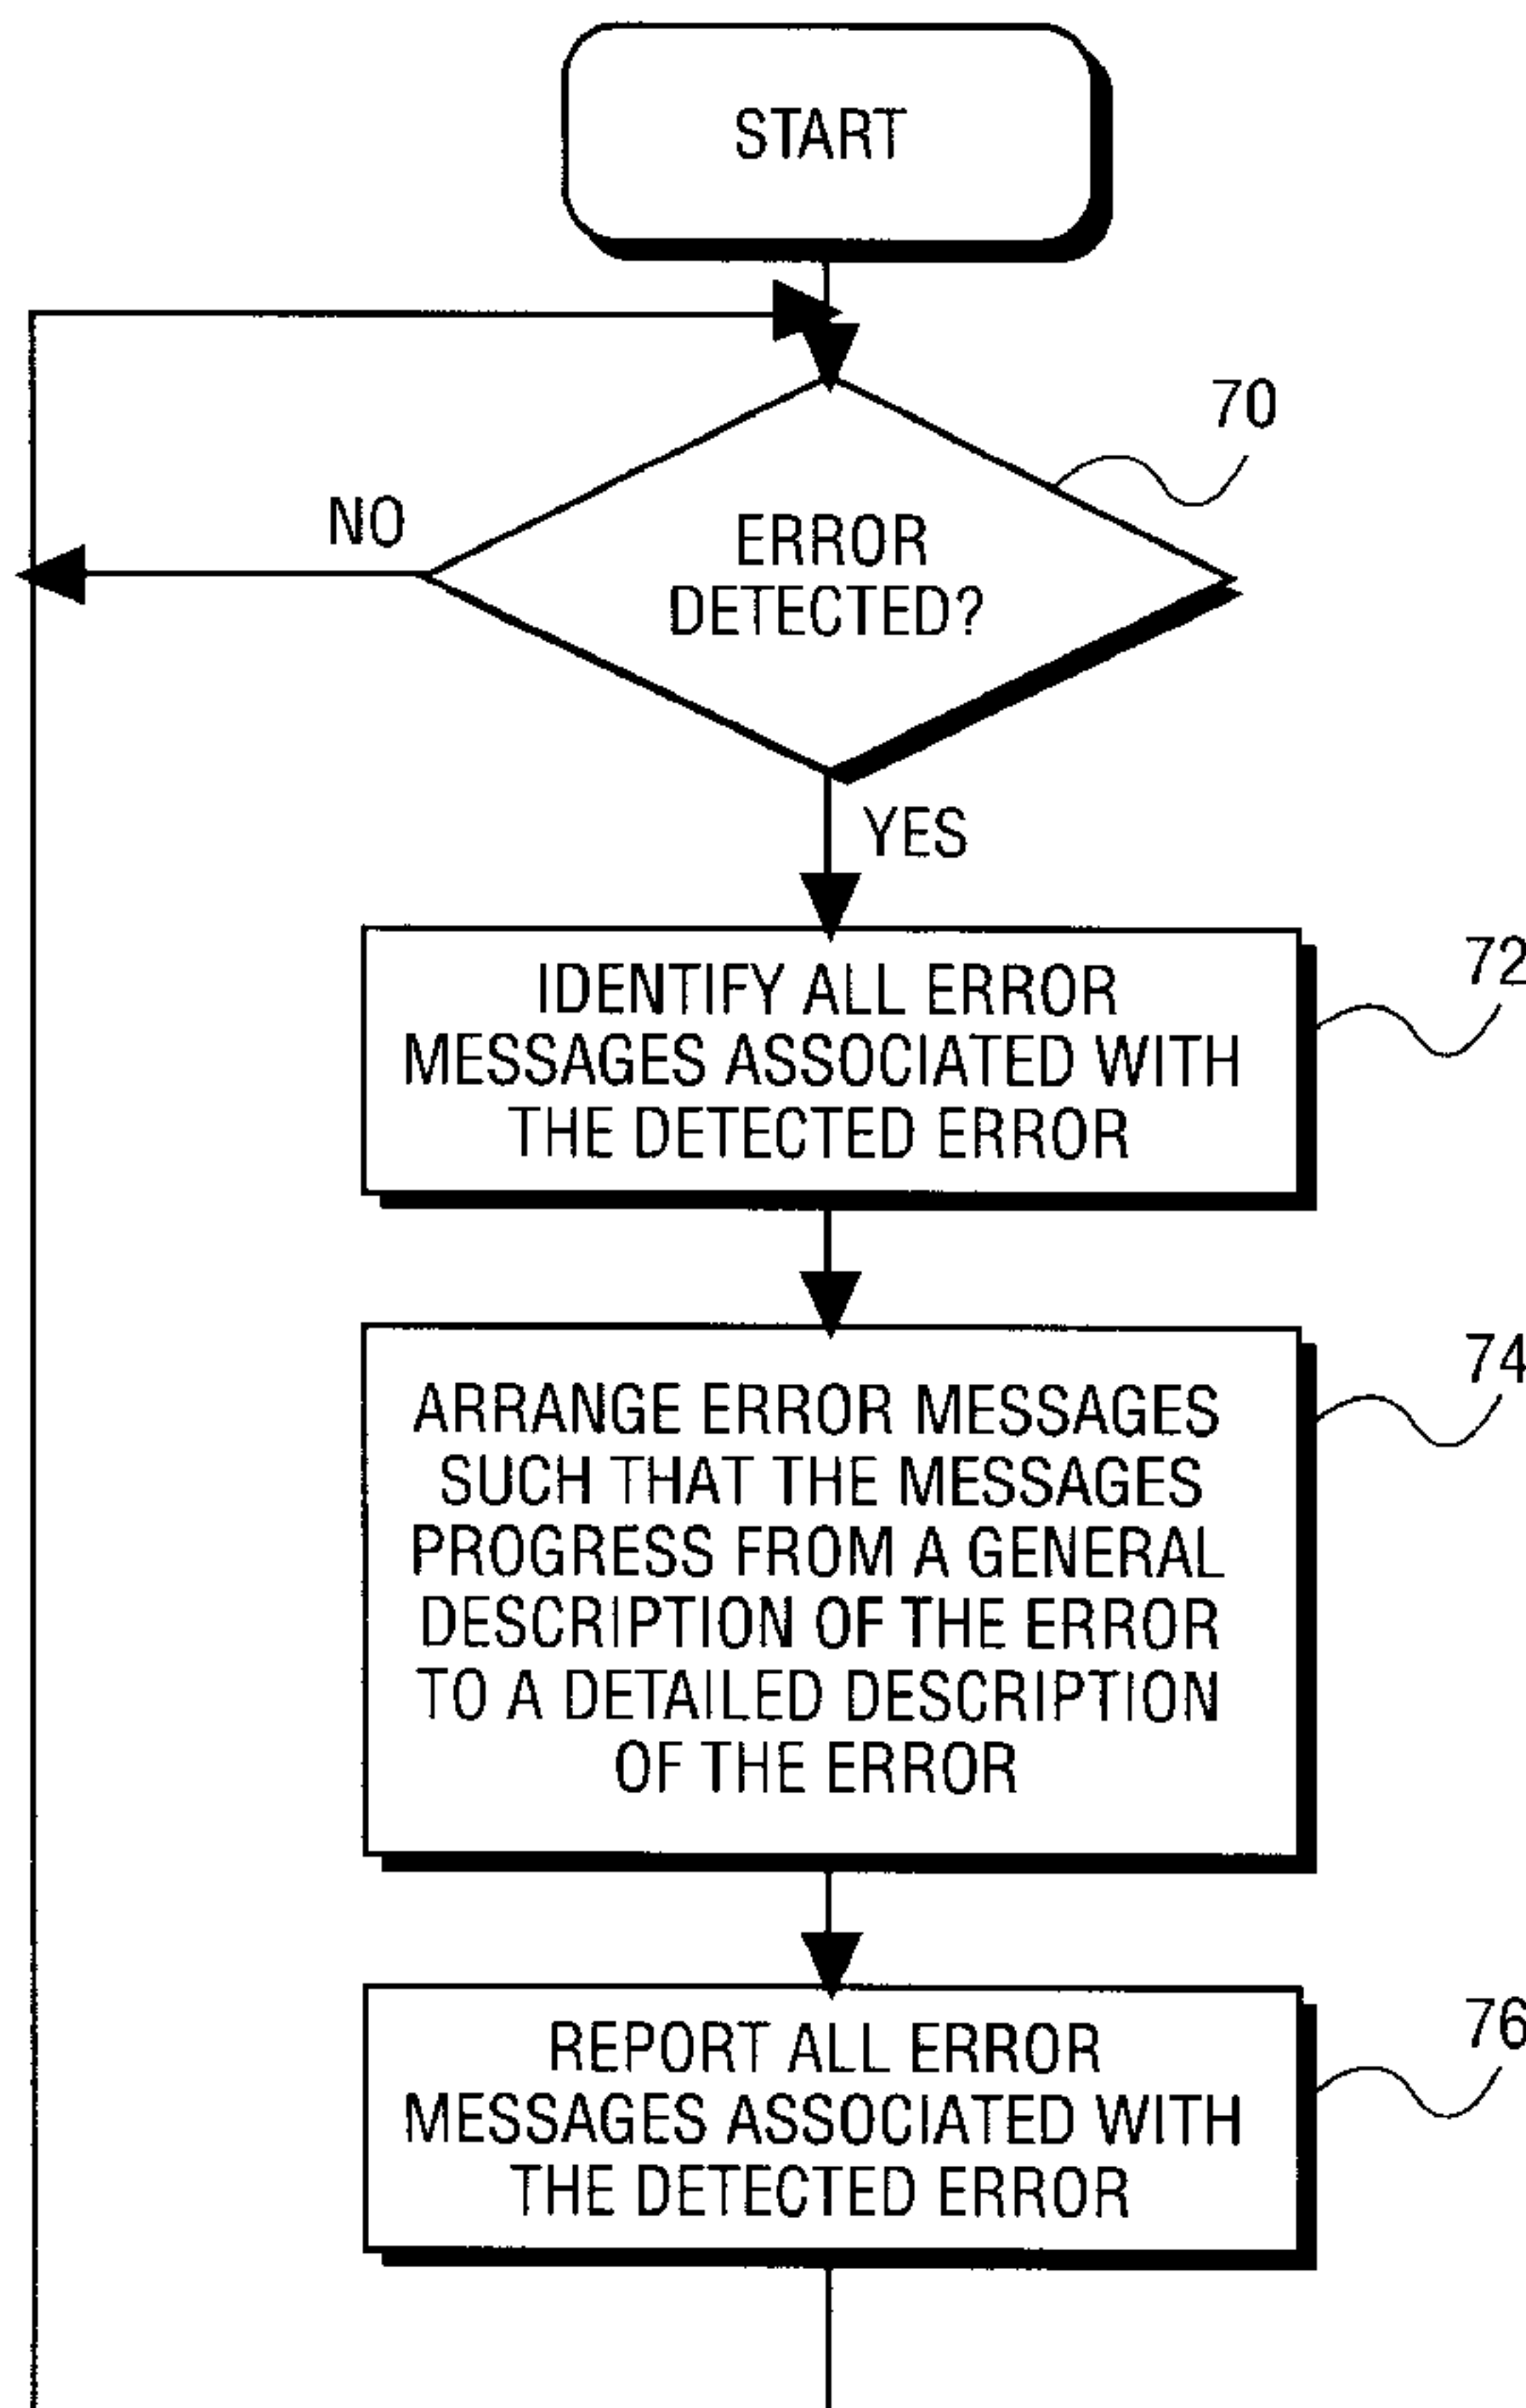 START
70
NO
ERROR
DETECTED?
YES
72
IDENTIFY ALL ERROR
MESSAGES ASSOCIATED WITH
THE DETECTED ERROR
74
ARRANGE ERROR MESSAGES
SUCH THAT THE MESSAGES
PROGRESS FROM A GENERAL
DESCRIPTION OF THE ERROR
TO A DETAILED DESCRIPTION
OF THE ERROR
76
REPORT ALL ERROR
MESSAGES ASSOCIATED WITH
THE DETECTED ERROR